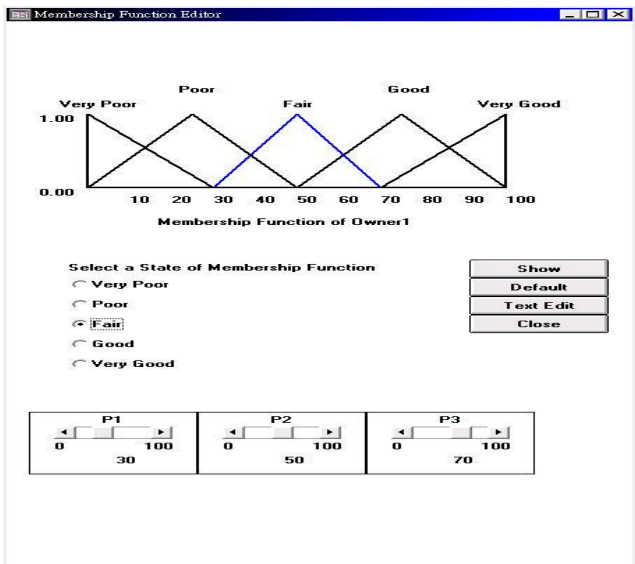 Membership Function Editor
Poor Good
Very Poor Fair Very Good
1.00
0.00
10 20 30 40 50 60 70 80 90 100
Membership Function of Owner1
Select a State of Membership Function
Very Poor
Poor
Fair
Good
Very Good
Show
Default
Text Edit
Close
P1 P2 P3
0 100 0 100 0 100
30 50 70